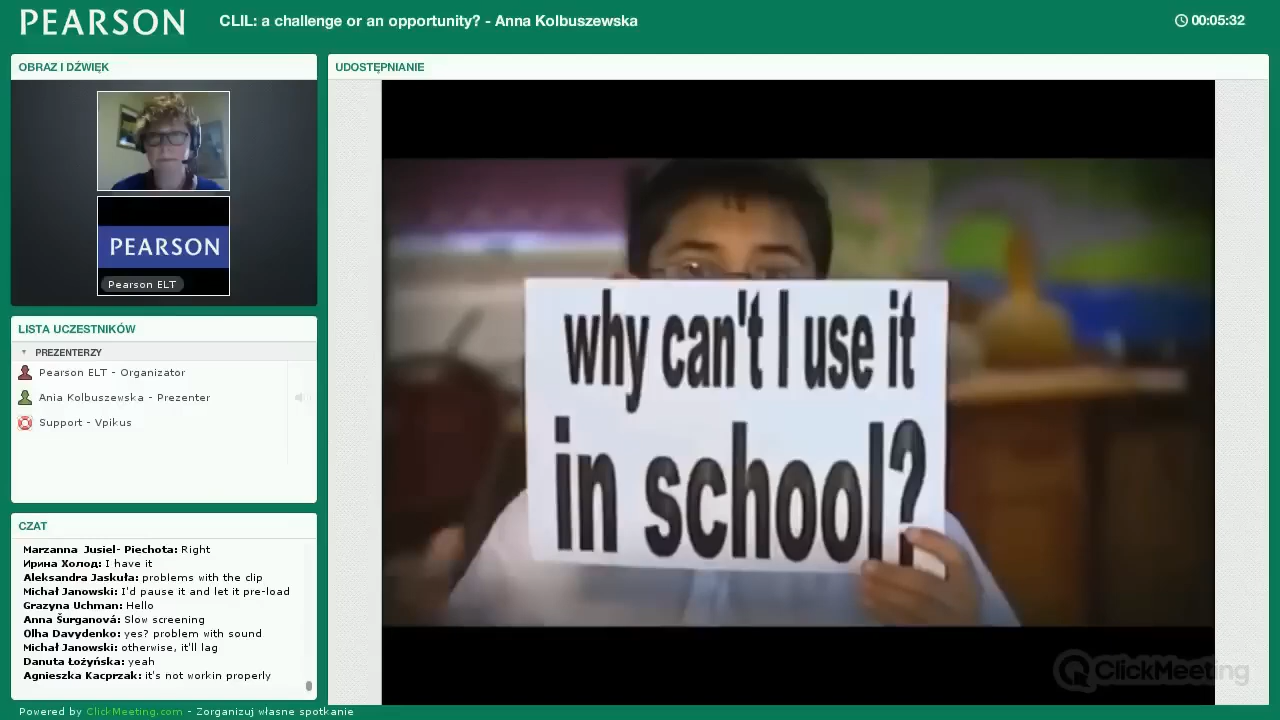 PEARSON
CLIL: a challenge or an opportunity? - Anna Kolbuszewska
00:05:32
OBRAZ I DŹWIĘK
PEARSON
Pearson ELT
LISTA UCZESTNIKÓW
PREZENTERZY
Pearson ELT - Organizator
Ania Kolbuszewska - Prezenter
Support - Vpikus
CZAT
Marzanna Jusiel- Piechota: Right
Ирина Холод: I have it
Aleksandra Jaskuła: problems with the clip
Michał Janowski: I'd pause it and let it pre-load
Grazyna Uchman: Hello
Anna Šurganová: Slow screening
Olha Davydenko: yes? problem with sound
Michał Janowski: otherwise, it'll lag
Danuta Łożyńska: yeah
Agnieszka Kacprzak: it's not workin properly
UDOSTĘPNIANIE
why can't I use it
in school?
ClickMeeting
Powered by ClickMeeting.com - Zorganizuj własne spotkanie